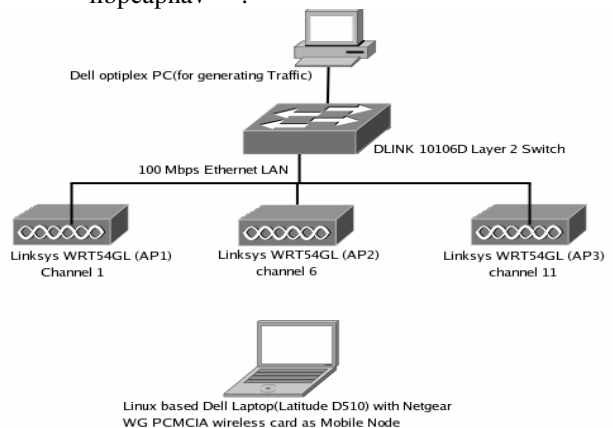 Dell optiplex PC(for generating Traffic)
DLINK 10106D Layer 2 Switch
100 Mbps Ethernet LAN
Linksys WRT54GL (AP1)
Channel 1
Linksys WRT54GL (AP2)
channel 6
Linksys WRT54GL (AP3)
channel 11
Linux based Dell Laptop(Latitude D510) with Netgear
WG PCMCIA wireless card as Mobile Node